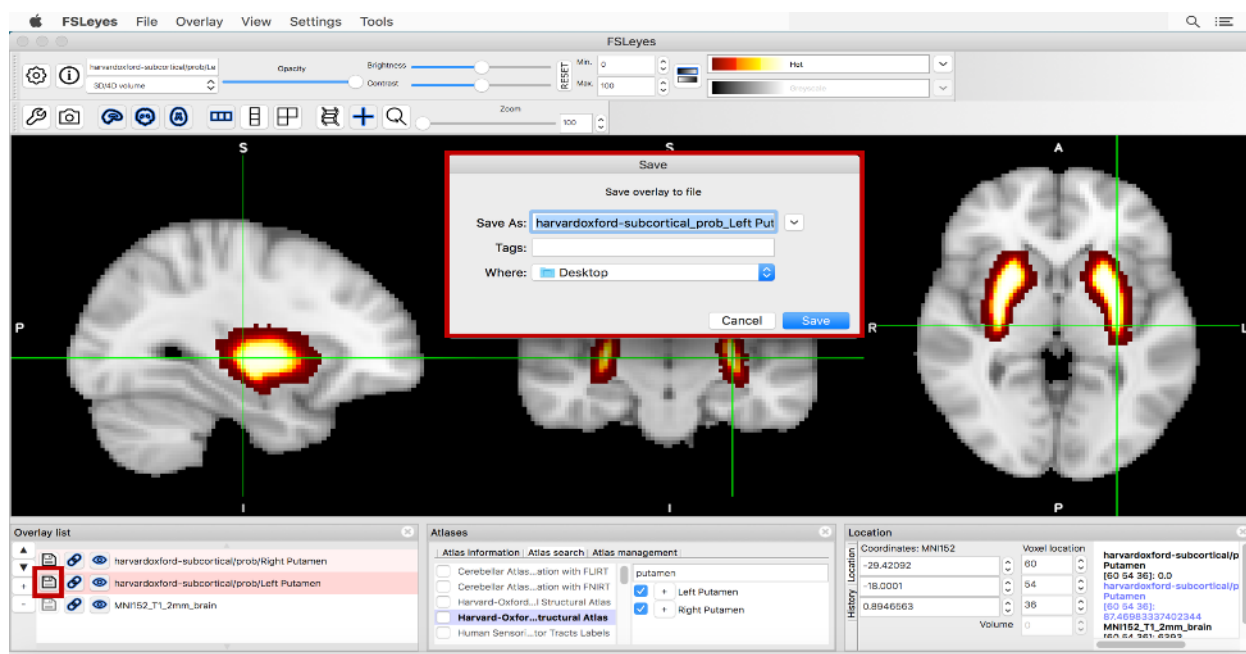 FSLeyes File Overlay View Settings Tools
FSLeyes
harvardoxford-subcortical/prob/Le
3D/4D volume
Opacity
Brightness
Contrast
RESET
Min. 0
Max. 100
Hot
Greyscale
Zoom
100
S
S
A
Save
Save overlay to file
Save As: harvardoxford-subcortical_prob_Left Put
Tags:
Where: Desktop
Cancel Save
P
R
L
I
I
P
Overlay list
harvardoxford-subcortical/prob/Right Putamen
harvardoxford-subcortical/prob/Left Putamen
MNI152_T1_2mm_brain
Atlases
Atlas information Atlas search Atlas management
Cerebellar Atlas...ation with FLIRT
Cerebellar Atlas...ation with FNIRT
Harvard-Oxford...l Structural Atlas
Harvard-Oxfor...tructural Atlas
Human Sensori...tor Tracts Labels
putamen
+ Left Putamen
+ Right Putamen
Location
Location
History
Coordinates: MNI152
-29.42092
-18.0001
0.8946563
Voxel location
60
54
36
Volume 0
harvardoxford-subcortical/p
Putamen
[60 54 36]: 0.0
harvardoxford-subcortical/p
Putamen
[60 54 36]:
87.46983337402344
MNI152_T1_2mm_brain
[60 54 36]: 6393